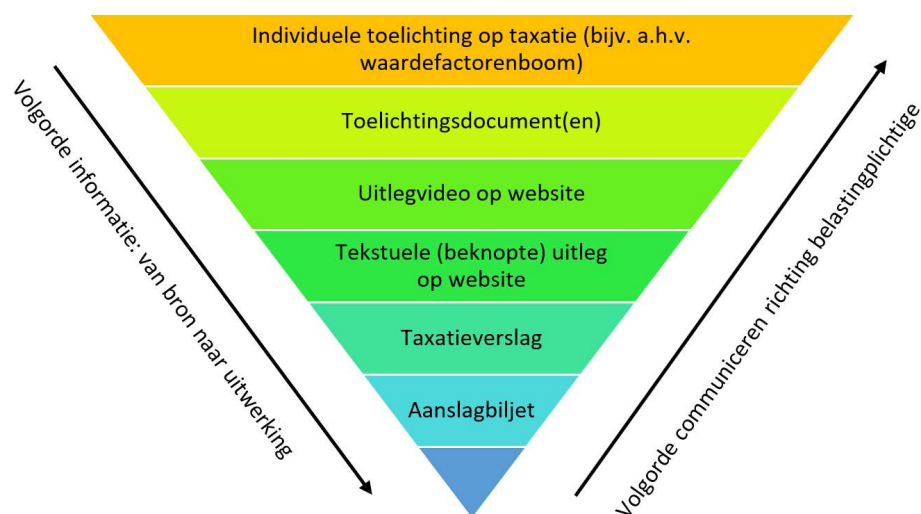 Individuele toelichting op taxatie (bijv. a.h.v.
waardefactorenboom)
Toelichtingsdocument(en)
Uitlegvideo op website
Tekstuele (beknopte) uitleg
op website
Taxatieverslag
Aanslagbiljet
Volgorde informatie: van bron naar uitwerking
Volgorde communiceren richting belastingplichtige